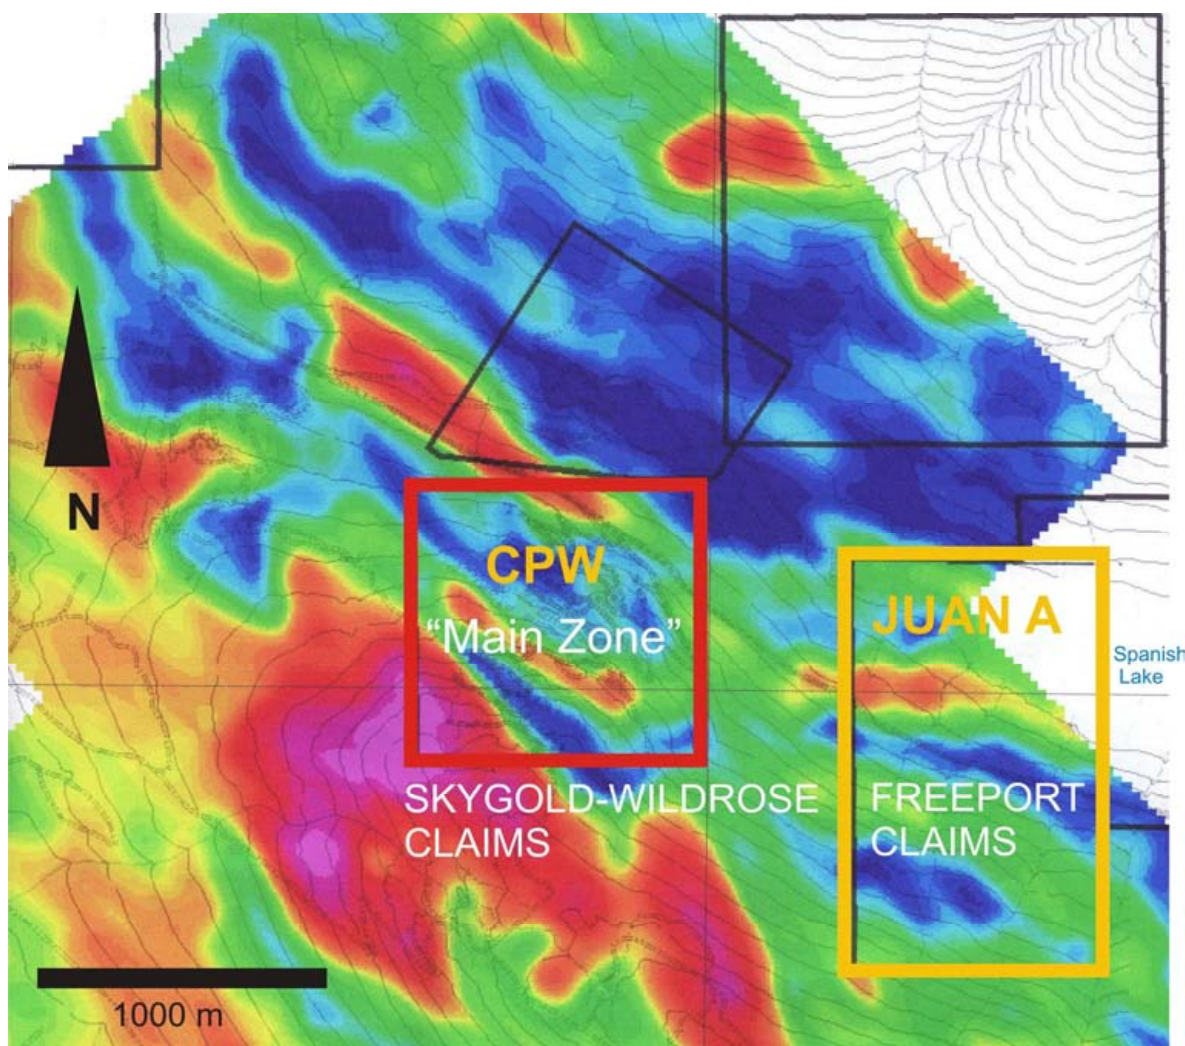 N
CPW
“Main Zone”
JUAN A
Spanish
Lake
SKYGOLD-WILDROSE
CLAIMS
FREEPORT
CLAIMS
1000 m